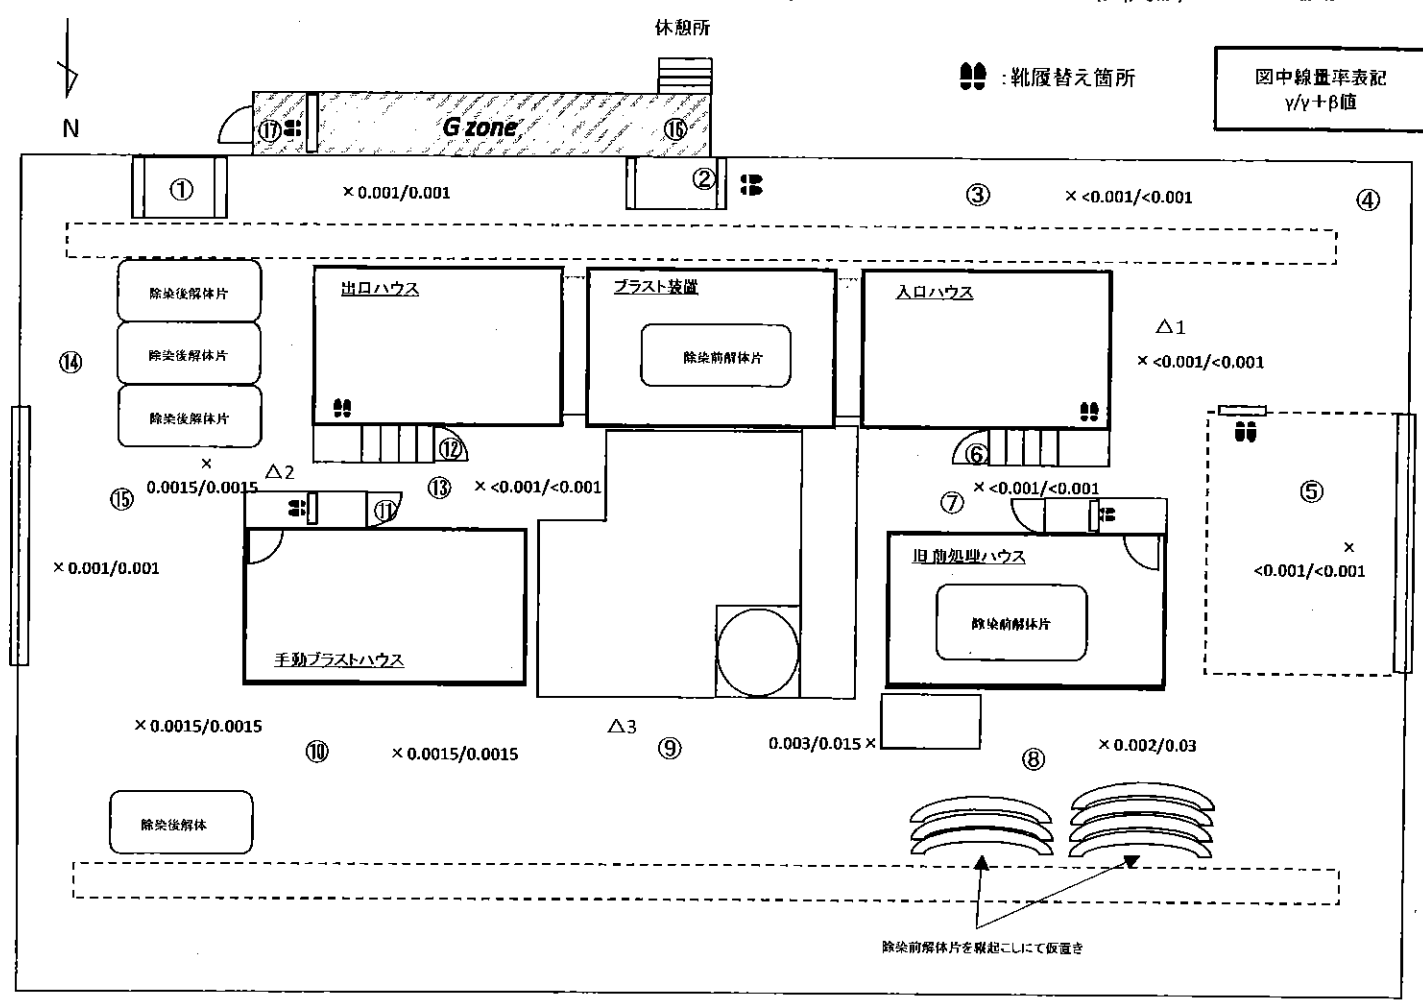 休憩所
:靴履替え箇所
図中線量率表記
γ/γ+β値
N
⑰
G zone
⑯
①
× 0.001/0.001
②
③
× <0.001/<0.001
④
除染後解体片
出口ハウス
ブラスト装置
入口ハウス
△1
⑭
除染後解体片
除染前解体片
× <0.001/<0.001
除染後解体片
⑫
⑥
×
0.0015/0.0015
△2
⑮
⑬
× <0.001/<0.001
× <0.001/<0.001
⑦
⑤
⑪
×
<0.001/<0.001
× 0.001/0.001
旧前処理ハウス
除染前解体片
手動ブラストハウス
× 0.0015/0.0015
⑩
× 0.0015/0.0015
△3
⑨
0.003/0.015 ×
⑧
× 0.002/0.03
除染後解体
除染前解体片を縦起こしにて仮置き